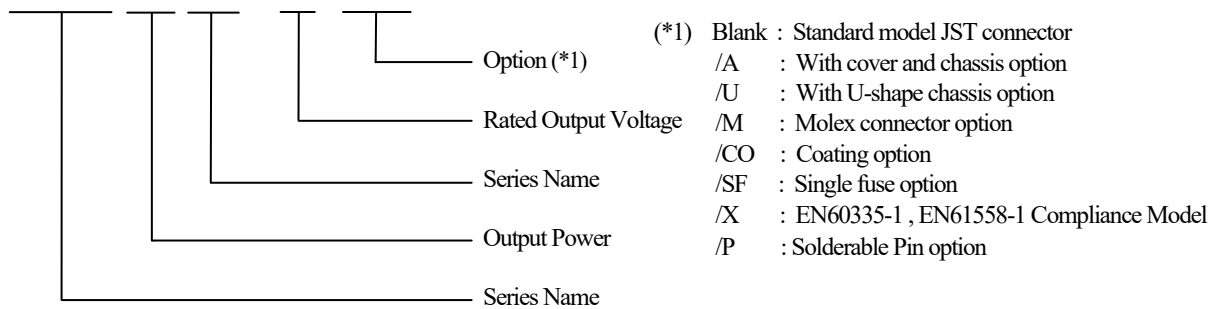 Option (*1)
Rated Output Voltage
Series Name
Output Power
Series Name
(*1) Blank : Standard model JST connector
/A : With cover and chassis option
/U : With U-shape chassis option
/M : Molex connector option
/CO : Coating option
/SF : Single fuse option
/X : EN60335-1 , EN61558-1 Compliance Model
/P : Solderable Pin option